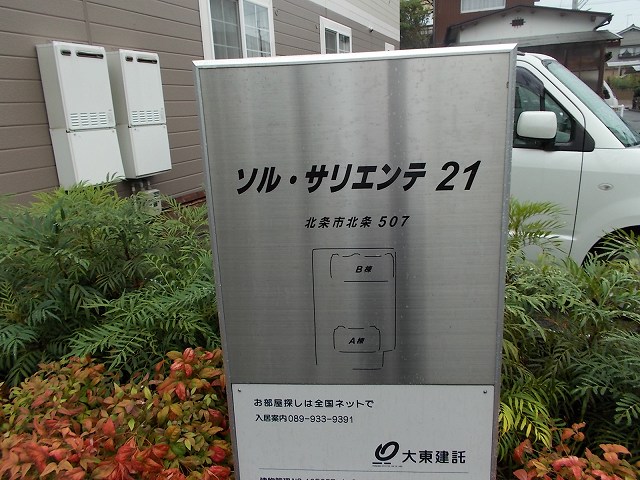 ソル・サリエンテ 21
北条市北条 507
B棟
A棟
お部屋探しは全国ネットで
入居案内 089-933-9391
大東建託